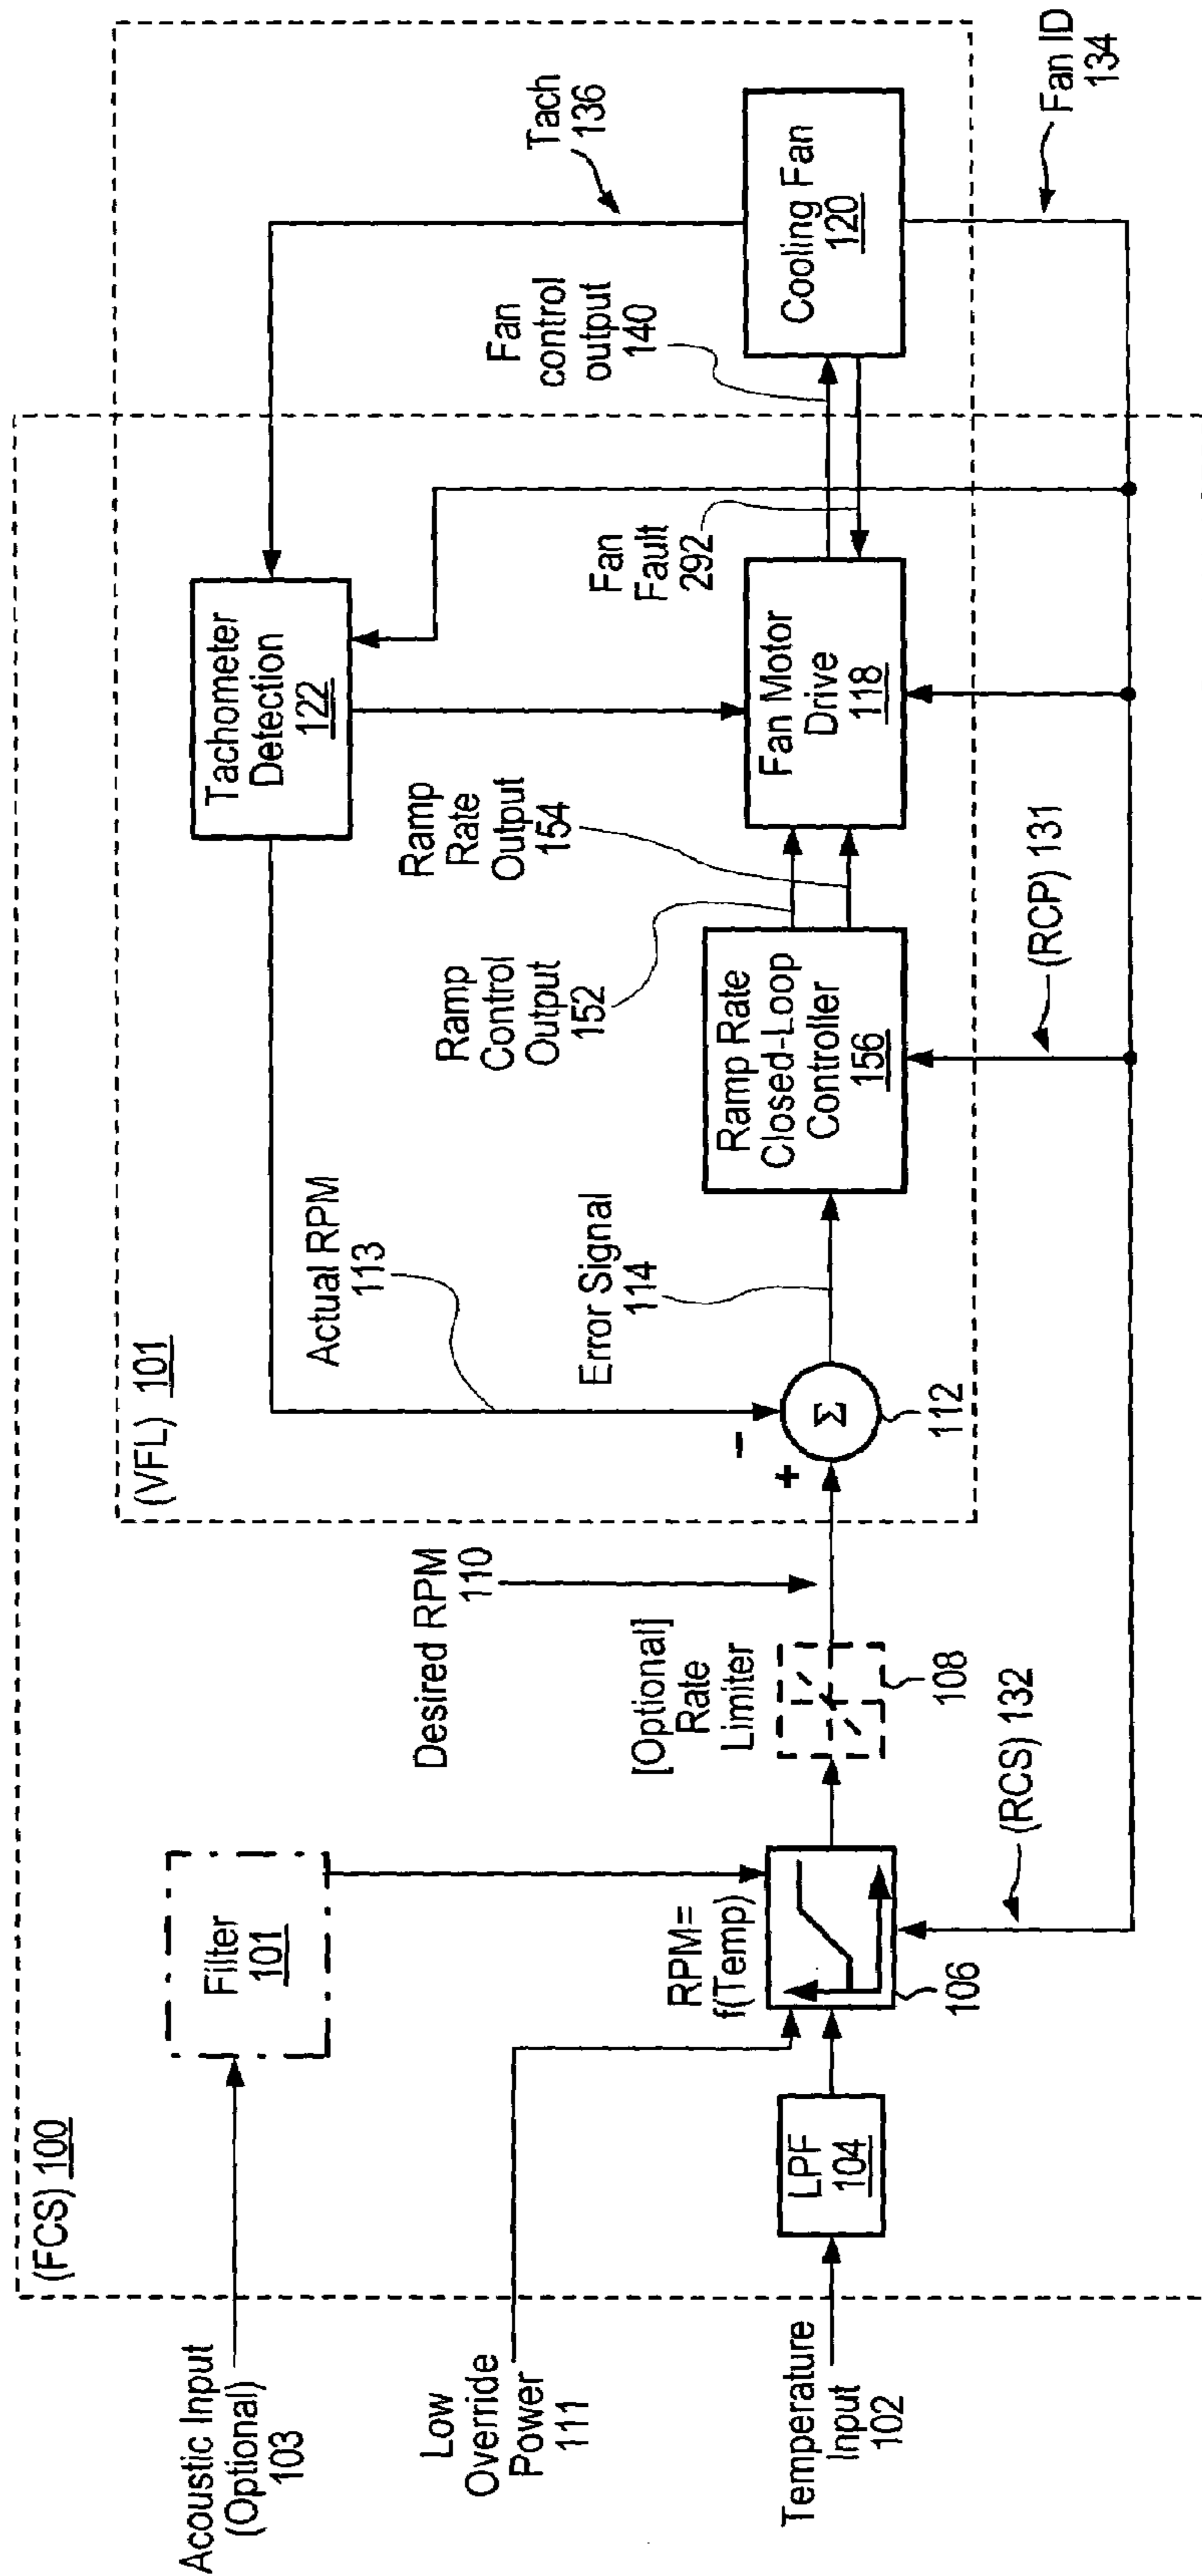 (FCS) 100
(VFL) 101
Acoustic Input
(Optional)
103
Filter
101
Low
Override
Power
111
Temperature
Input
102
LPF
104
RPM=
f(Temp)
106
(RCS) 132
[Optional]
Rate
Limiter
108
Desired RPM
110
+
−
Σ
112
Actual RPM
113
Error Signal
114
Ramp Rate
Closed-Loop
Controller
156
(RCP) 131
Ramp
Control
Output
152
Ramp
Rate
Output
154
Tachometer
Detection
122
Fan Motor
Drive
118
Fan
Fault
292
Fan
control
output
140
Tach
136
Cooling Fan
120
Fan ID
134